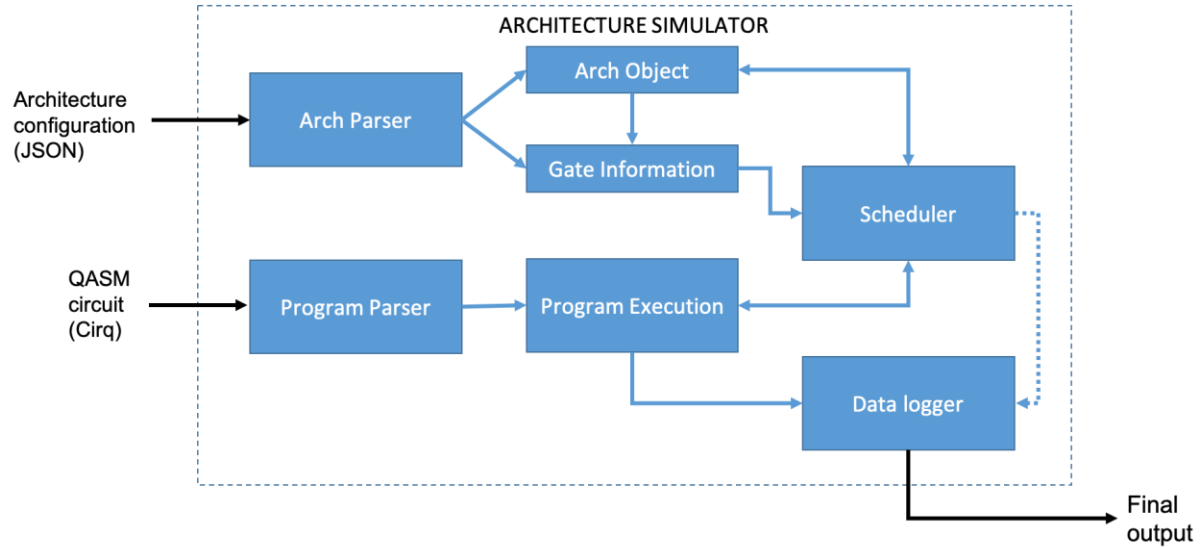 ARCHITECTURE SIMULATOR
Arch Object
Architecture
configuration
(JSON)
Arch Parser
Gate Information
Scheduler
QASM
circuit
(Cirq)
Program Parser
Program Execution
Data logger
Final
output